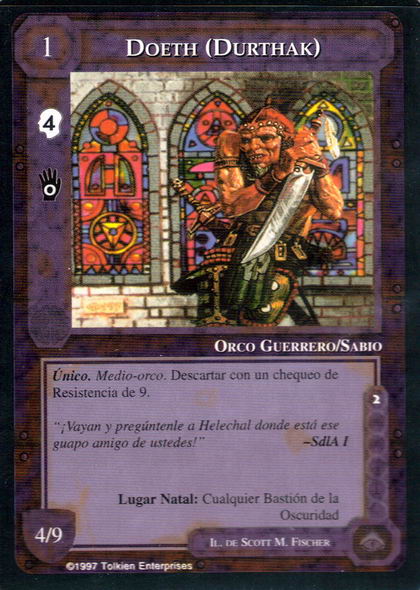 1
DOETH (DURTHAK)
4
0
ORCO GUERRERO/SABIO
Único. Medio-orco. Descartar con un chequeo de
Resistencia de 9.
2
“¡Vayan y pregúntenle a Helechal donde está ese
guapo amigo de ustedes!” –SdlA I
Lugar Natal: Cualquier Bastión de la
Oscuridad
4/9
IL. DE SCOTT M. FISCHER
©1997 Tolkien Enterprises